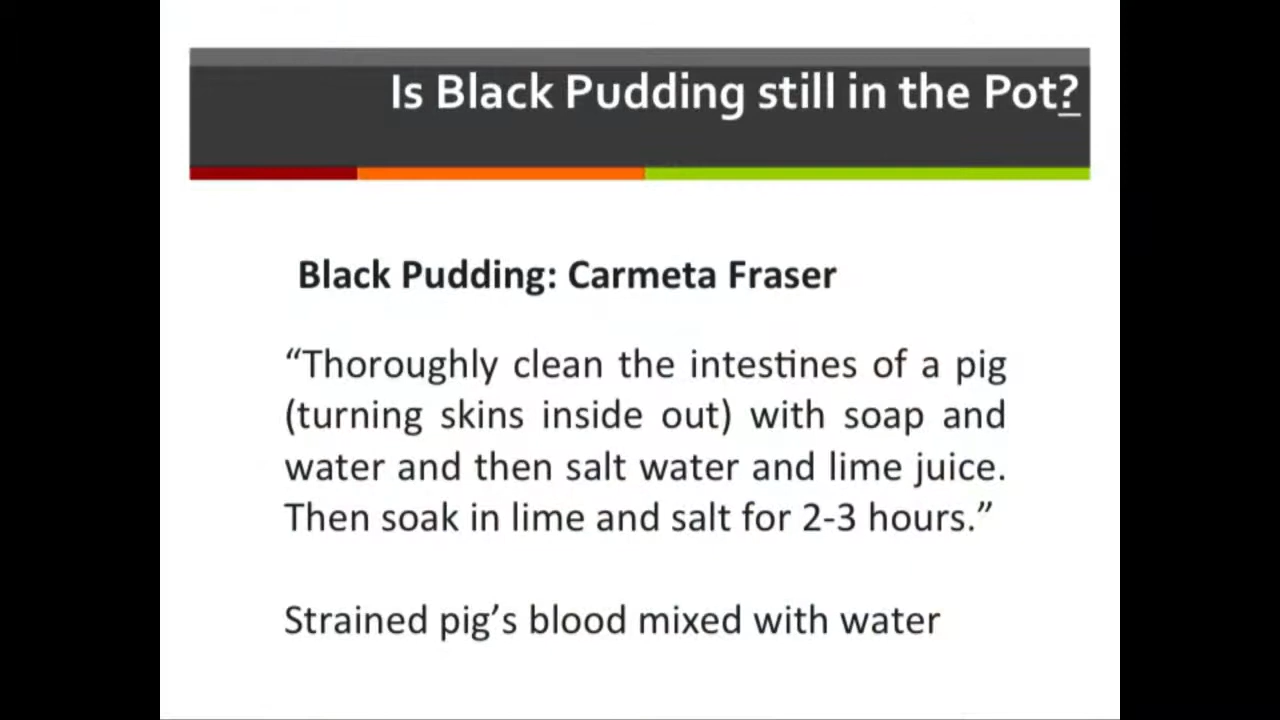 Is Black Pudding still in the Pot?
Black Pudding: Carmeta Fraser
“Thoroughly clean the intestines of a pig
(turning skins inside out) with soap and
water and then salt water and lime juice.
Then soak in lime and salt for 2-3 hours.”
Strained pig’s blood mixed with water